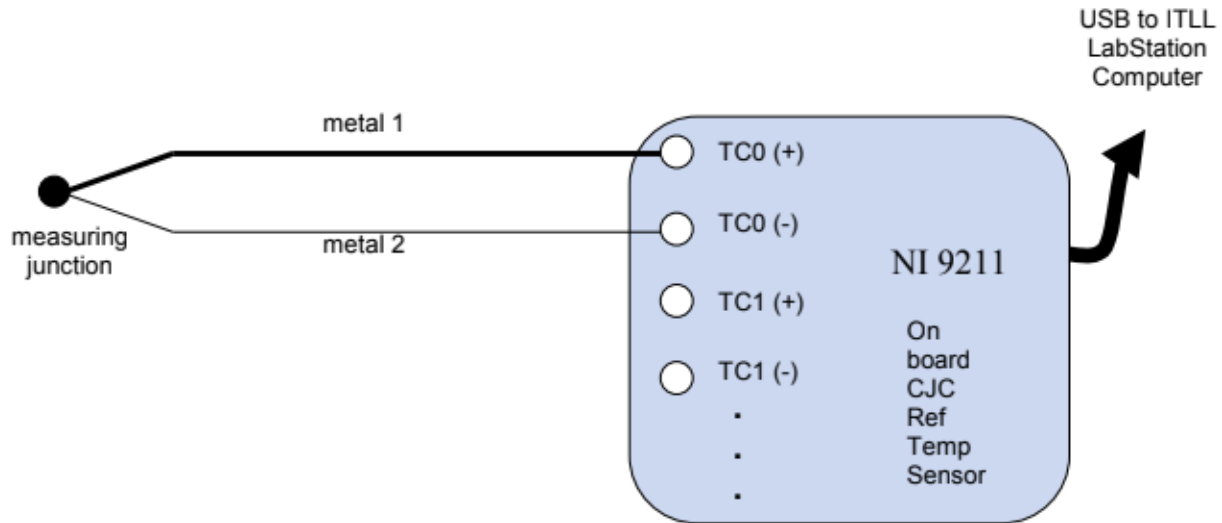 USB to ITLL
LabStation
Computer
metal 1
TC0 (+)
measuring
junction
TC0 (-)
metal 2
NI 9211
TC1 (+)
On
board
CJC
Ref
Temp
Sensor
TC1 (-)
.
.
.